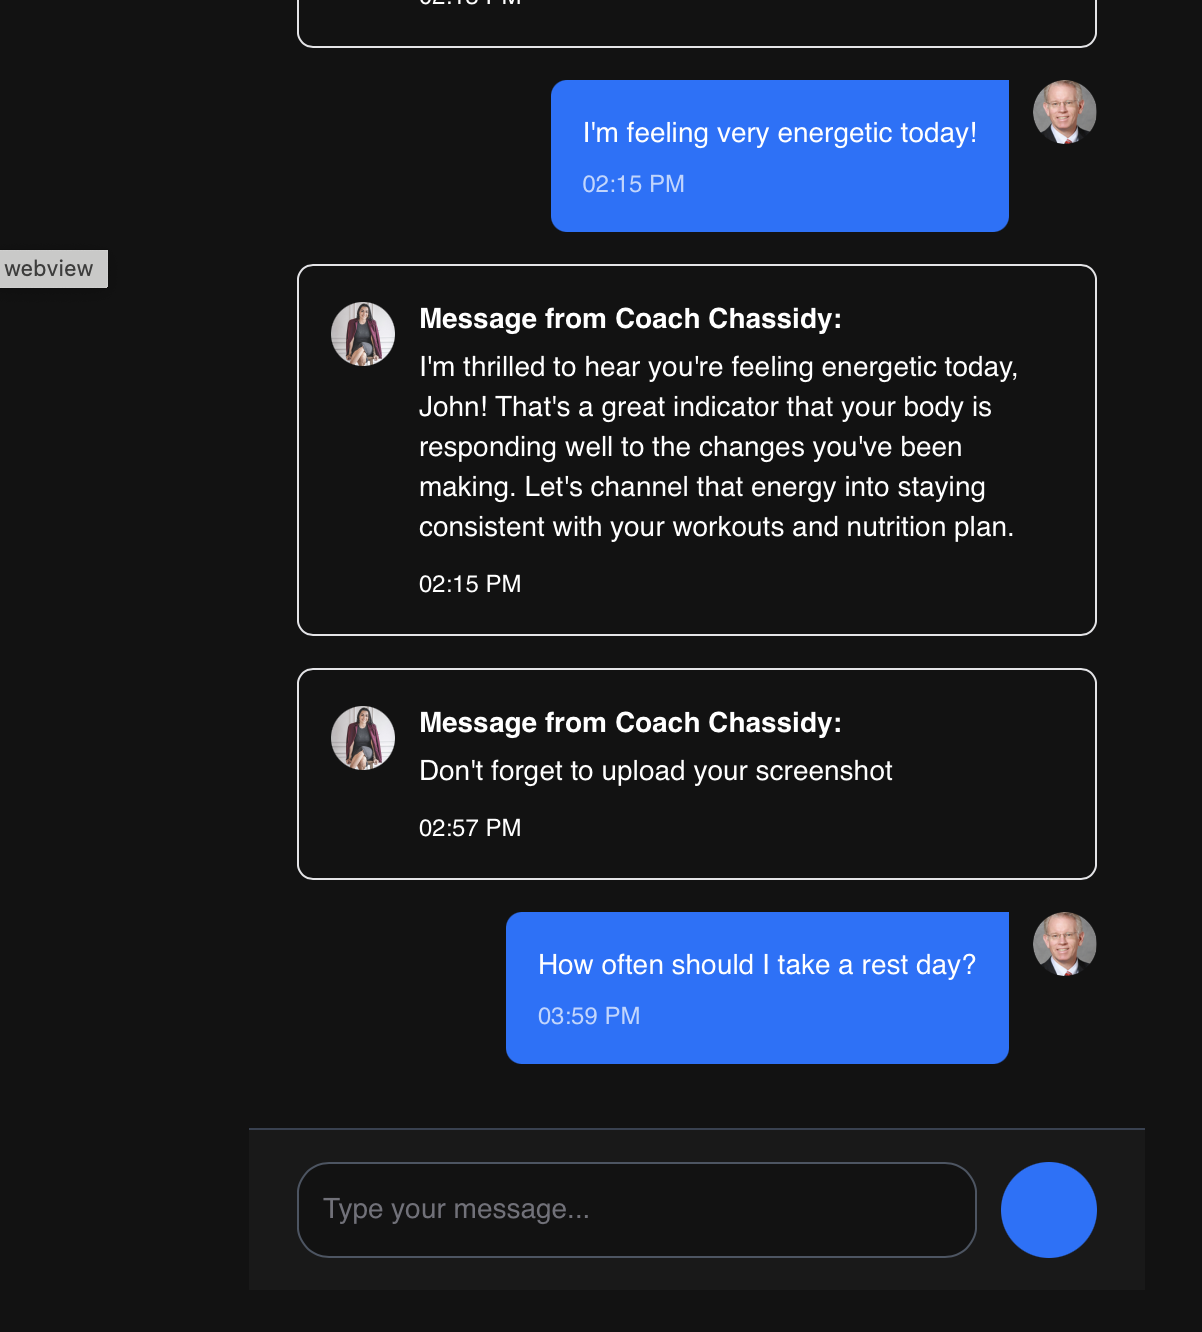 I'm feeling very energetic today!
02:15 PM
webview
Message from Coach Chassidy:
I'm thrilled to hear you're feeling energetic today,
John! That's a great indicator that your body is
responding well to the changes you've been
making. Let's channel that energy into staying
consistent with your workouts and nutrition plan.
02:15 PM
Message from Coach Chassidy:
Don't forget to upload your screenshot
02:57 PM
How often should I take a rest day?
03:59 PM
Type your message...